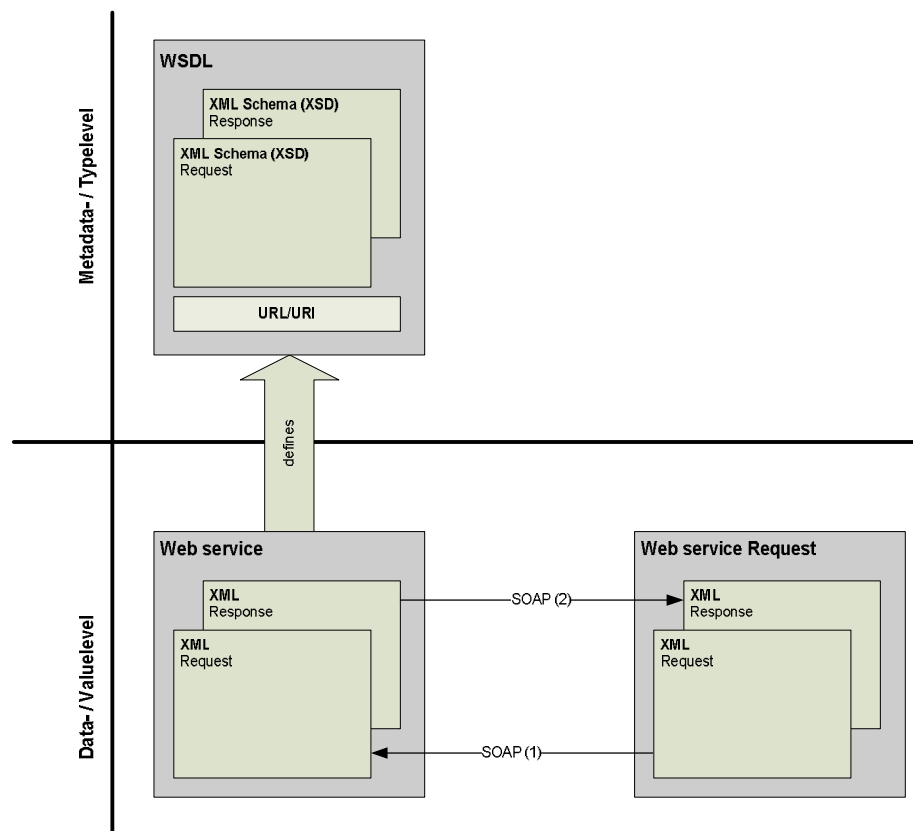 Metadata- / Typelevel
WSDL
XML Schema (XSD)
Response
XML Schema (XSD)
Request
URL/URI
defines
Data- / Valuelevel
Web service
XML
Response
XML
Request
SOAP (2)
SOAP (1)
Web service Request
XML
Response
XML
Request